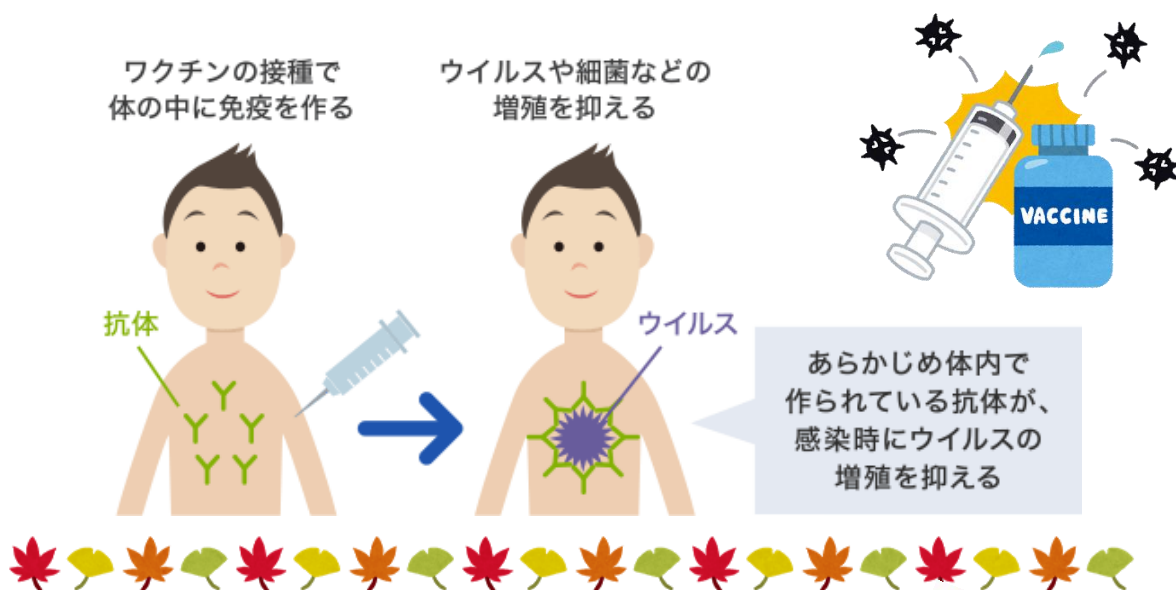 ワクチンの接種で
体の中に免疫を作る
ウイルスや細菌などの
増殖を抑える
VACCINE
抗体
ウイルス
あらかじめ体内で
作られている抗体が、
感染時にウイルスの
増殖を抑える